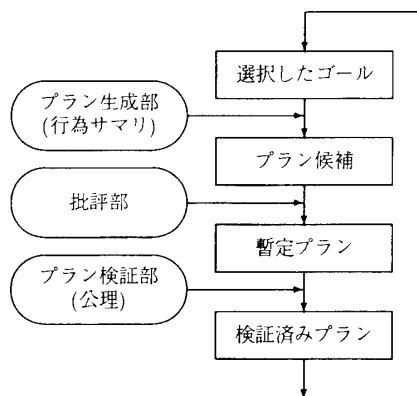 選択したゴール
プラン生成部
(行為サマリ)
プラン候補
批評部
暫定プラン
プラン検証部
(公理)
検証済みプラン